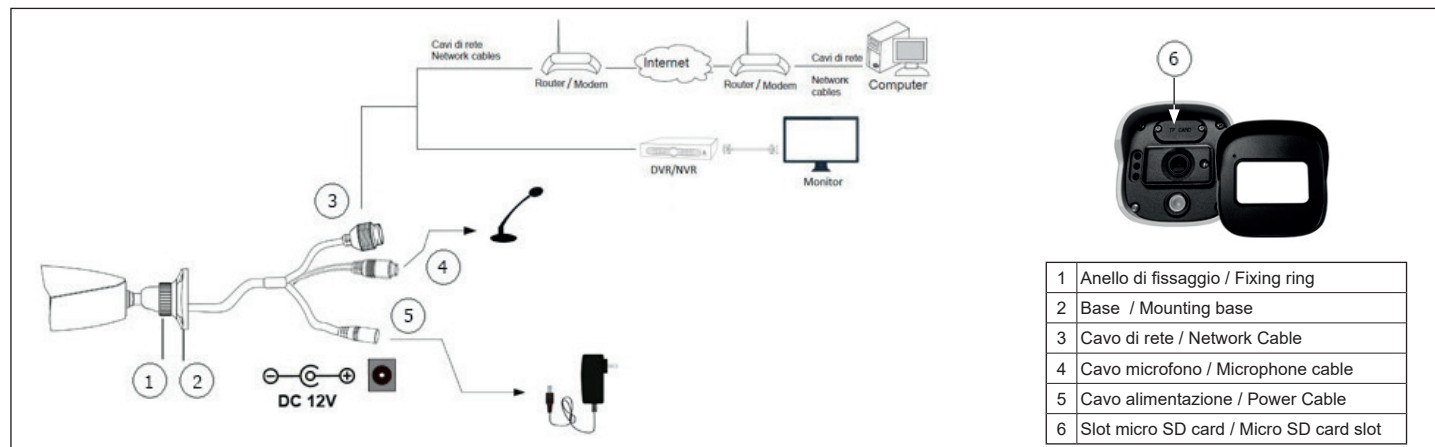 Cavi di rete
Network cables
Router / Modem
Internet
Router / Modem
Cavi di rete
Network
cables
Computer
DVR/NVR
Monitor
3
4
5
1
2
DC 12V
6
TF CARD
1 Anello di fissaggio / Fixing ring
2 Base / Mounting base
3 Cavo di rete / Network Cable
4 Cavo microfono / Microphone cable
5 Cavo alimentazione / Power Cable
6 Slot micro SD card / Micro SD card slot